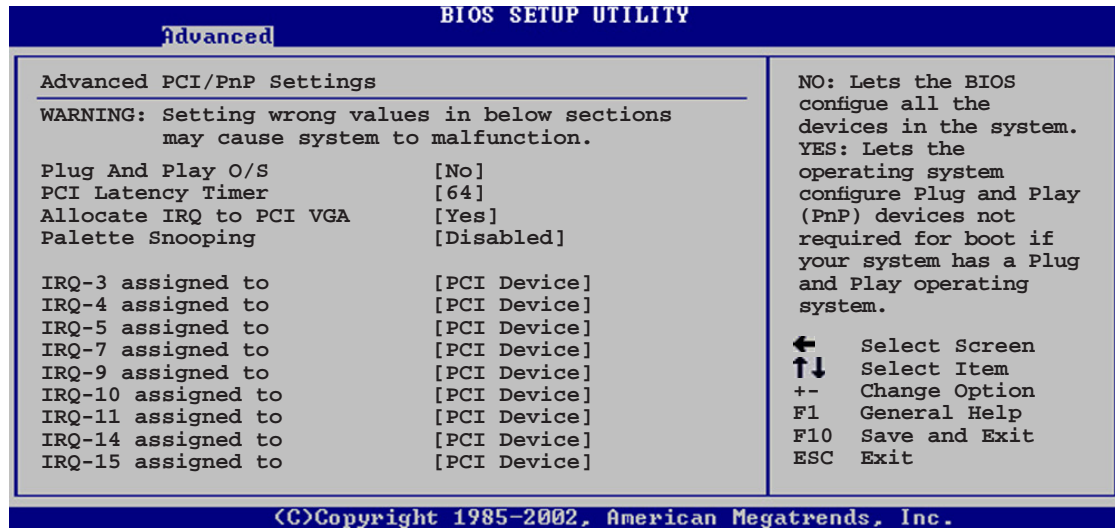 BIOS SETUP UTILITY
Advanced
Advanced PCI/PnP Settings
WARNING: Setting wrong values in below sections
may cause system to malfunction.
Plug And Play O/S [No]
PCI Latency Timer [64]
Allocate IRQ to PCI VGA [Yes]
Palette Snooping [Disabled]
IRQ-3 assigned to [PCI Device]
IRQ-4 assigned to [PCI Device]
IRQ-5 assigned to [PCI Device]
IRQ-7 assigned to [PCI Device]
IRQ-9 assigned to [PCI Device]
IRQ-10 assigned to [PCI Device]
IRQ-11 assigned to [PCI Device]
IRQ-14 assigned to [PCI Device]
IRQ-15 assigned to [PCI Device]
NO: Lets the BIOS
configue all the
devices in the system.
YES: Lets the
operating system
configure Plug and Play
(PnP) devices not
required for boot if
your system has a Plug
and Play operating
system.
← Select Screen
↑↓ Select Item
+- Change Option
F1 General Help
F10 Save and Exit
ESC Exit
(C)Copyright 1985-2002, American Megatrends, Inc.